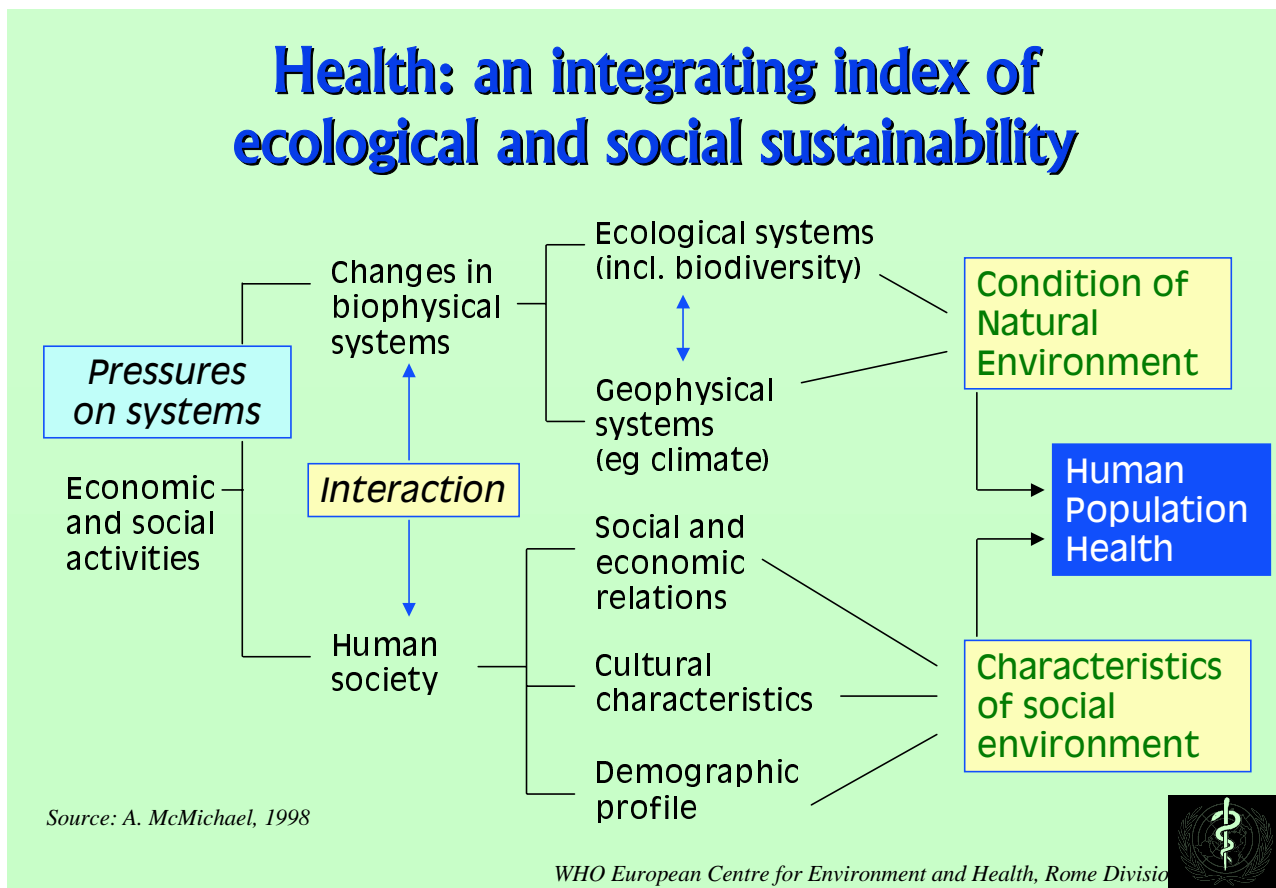 Health: an integrating index of
ecological and social sustainability
Pressures
on systems
Economic
and social
activities
Changes in
biophysical
systems
Interaction
Human
society
Ecological systems
(incl. biodiversity)
Geophysical
systems
(eg climate)
Social and
economic
relations
Cultural
characteristics
Demographic
profile
Condition of
Natural
Environment
Human
Population
Health
Characteristics
of social
environment
Source: A. McMichael, 1998
WHO European Centre for Environment and Health, Rome Divisio